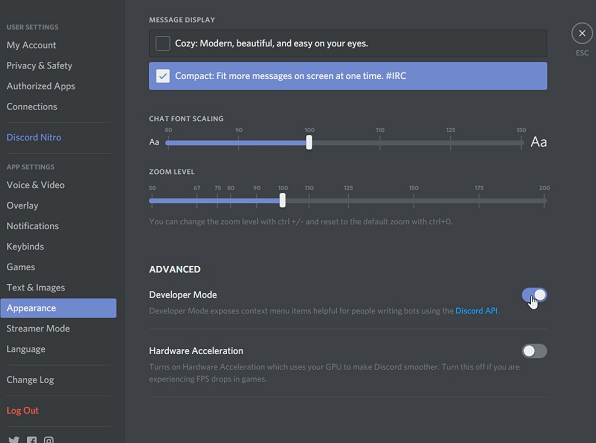 USER SETTINGS
My Account
Privacy & Safety
Authorized Apps
Connections
Discord Nitro
APP SETTINGS
Voice & Video
Overlay
Notifications
Keybinds
Games
Text & Images
Appearance
Streamer Mode
Language
Change Log
Log Out
MESSAGE DISPLAY
Cozy: Modern, beautiful, and easy on your eyes.
Compact: Fit more messages on screen at one time. #IRC
CHAT FONT SCALING
80 90 100 110 120 150
Aa Aa
ZOOM LEVEL
50 67 75 80 90 100 110 125 150 175 200
You can change the zoom level with ctrl +/- and reset to the default zoom with ctrl+0.
ADVANCED
Developer Mode
Developer Mode exposes context menu items helpful for people writing bots using the Discord API.
Hardware Acceleration
Turns on Hardware Acceleration which uses your GPU to make Discord smoother. Turn this off if you are
experiencing FPS drops in games.
ESC